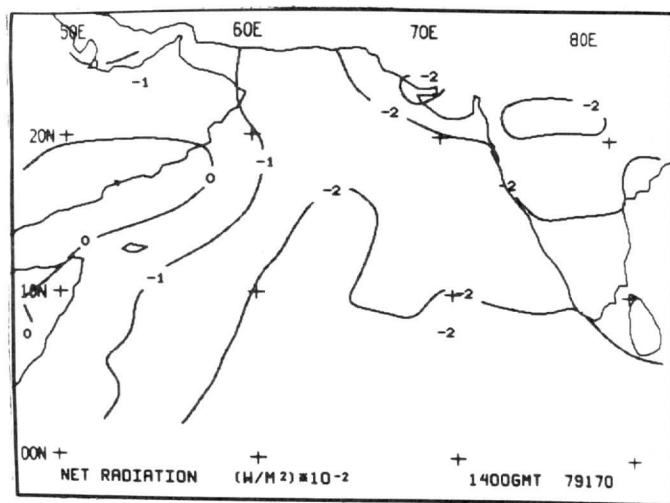 50E 60E 70E 80E
-1 -2
-2 -2
20N
-1
0 -2 -2
0
-1
10N -2
0 -2
00N
NET RADIATION (W/M²)*10⁻² 1400GMT 79170